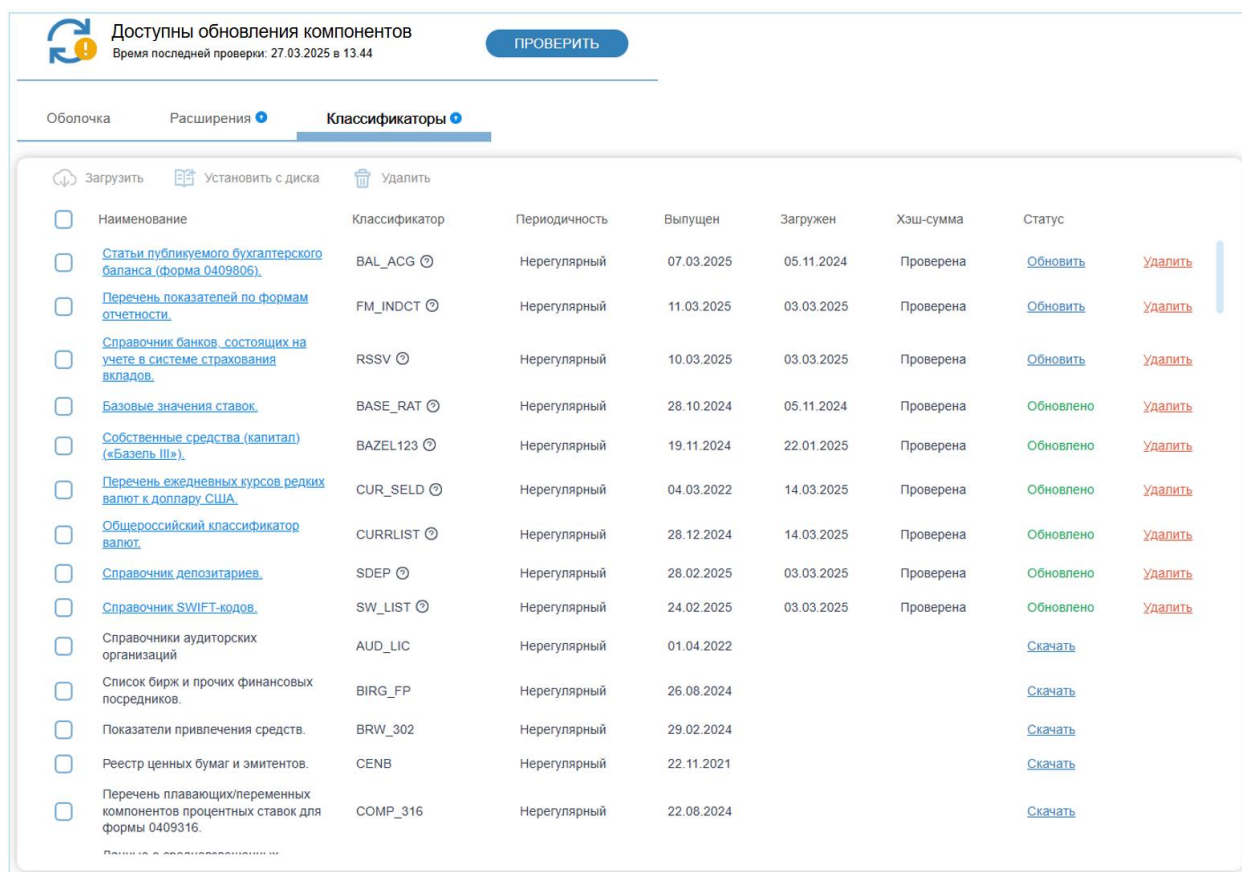 Доступны обновления компонентов
Время последней проверки: 27.03.2025 в 13.44
ПРОВЕРИТЬ
Оболочка Расширения Классификаторы
Загрузить Установить с диска Удалить
Наименование Классификатор Периодичность Выпущен Загружен Хэш-сумма Статус
Статьи публикуемого бухгалтерского
баланса (форма 0409806).
BAL_ACG Нерегулярный 07.03.2025 05.11.2024 Проверена Обновить Удалить
Перечень показателей по формам
отчетности.
FM_INDCT Нерегулярный 11.03.2025 03.03.2025 Проверена Обновить Удалить
Справочник банков, состоящих на
учете в системе страхования
вкладов.
RSSV Нерегулярный 10.03.2025 03.03.2025 Проверена Обновить Удалить
Базовые значения ставок. BASE_RAT Нерегулярный 28.10.2024 05.11.2024 Проверена Обновлено Удалить
Собственные средства (капитал)
(«Базель III»).
BAZEL123 Нерегулярный 19.11.2024 22.01.2025 Проверена Обновлено Удалить
Перечень ежедневных курсов редких
валют к доллару США.
CUR_SELD Нерегулярный 04.03.2022 14.03.2025 Проверена Обновлено Удалить
Общероссийский классификатор
валют.
CURRLIST Нерегулярный 28.12.2024 14.03.2025 Проверена Обновлено Удалить
Справочник депозитариев. SDEP Нерегулярный 28.02.2025 03.03.2025 Проверена Обновлено Удалить
Справочник SWIFT-кодов. SW_LIST Нерегулярный 24.02.2025 03.03.2025 Проверена Обновлено Удалить
Справочники аудиторских
организаций
AUD_LIC Нерегулярный 01.04.2022 Скачать
Список бирж и прочих финансовых
посредников.
BIRG_FP Нерегулярный 26.08.2024 Скачать
Показатели привлечения средств. BRW_302 Нерегулярный 29.02.2024 Скачать
Реестр ценных бумаг и эмитентов. CENB Нерегулярный 22.11.2021 Скачать
Перечень плавающих/переменных
компонентов процентных ставок для
формы 0409316.
COMP_316 Нерегулярный 22.08.2024 Скачать